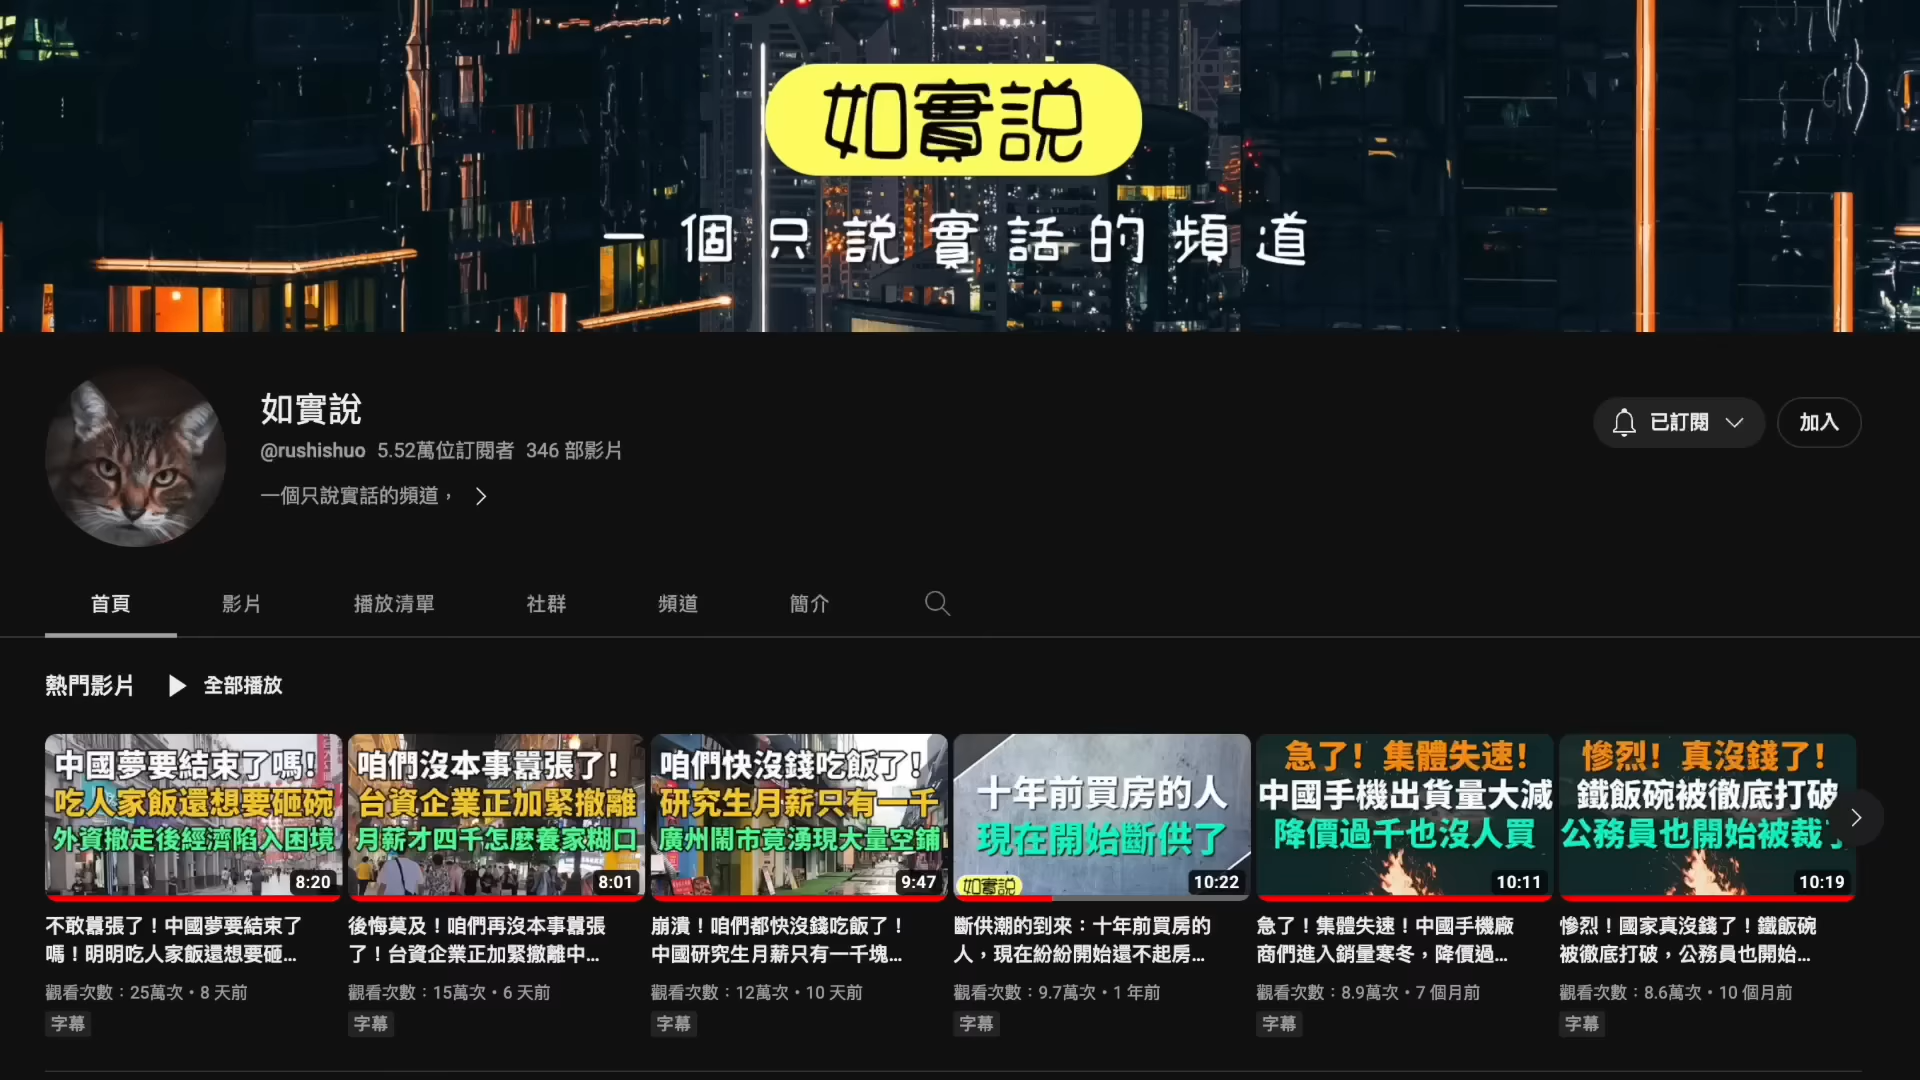 如實說
一個只說實話的頻道
如實說
@rushishuo 5.52萬位訂閱者 346 部影片
一個只說實話的頻道，
已訂閱
加入
首頁 影片 播放清單 社群 頻道 簡介
熱門影片 全部播放
中國夢要結束了嗎！
吃人家飯還想要砸碗
外資撤走後經濟陷入困境
8:20
不敢囂張了！中國夢要結束了
嗎！明明吃人家飯還想要砸...
觀看次數：25萬次・8 天前
字幕
咱們沒本事囂張了！
台資企業正加緊撤離
月薪才四千怎麼養家糊口
8:01
後悔莫及！咱們再沒本事囂張
了！台資企業正加緊撤離中...
觀看次數：15萬次・6 天前
字幕
咱們快沒錢吃飯了！
研究生月薪只有一千
廣州鬧市竟湧現大量空鋪
9:47
崩潰！咱們都快沒錢吃飯了！
中國研究生月薪只有一千塊...
觀看次數：12萬次・10 天前
字幕
十年前買房的人
現在開始斷供了
如實說
10:22
斷供潮的到來：十年前買房的
人，現在紛紛開始還不起房...
觀看次數：9.7萬次・1 年前
字幕
急了！集體失速！
中國手機出貨量大減
降價過千也沒人買
10:11
急了！集體失速！中國手機廠
商們進入銷量寒冬，降價過...
觀看次數：8.9萬次・7 個月前
字幕
慘烈！真沒錢了！
鐵飯碗被徹底打破
公務員也開始被裁了
10:19
慘烈！國家真沒錢了！鐵飯碗
被徹底打破，公務員也開始...
觀看次數：8.6萬次・10 個月前
字幕